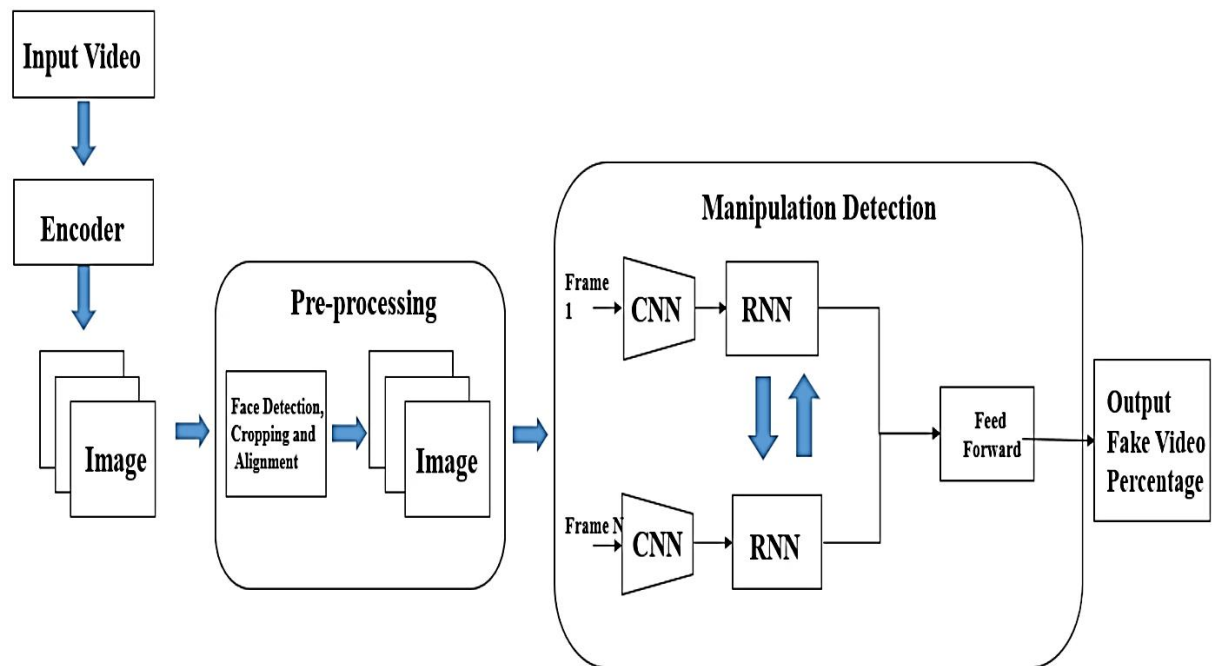 Input Video
Encoder
Image
Pre-processing
Face Detection,
Cropping and
Alignment
Image
Manipulation Detection
Frame
1
CNN
RNN
Frame N
CNN
RNN
Feed
Forward
Output
Fake Video
Percentage